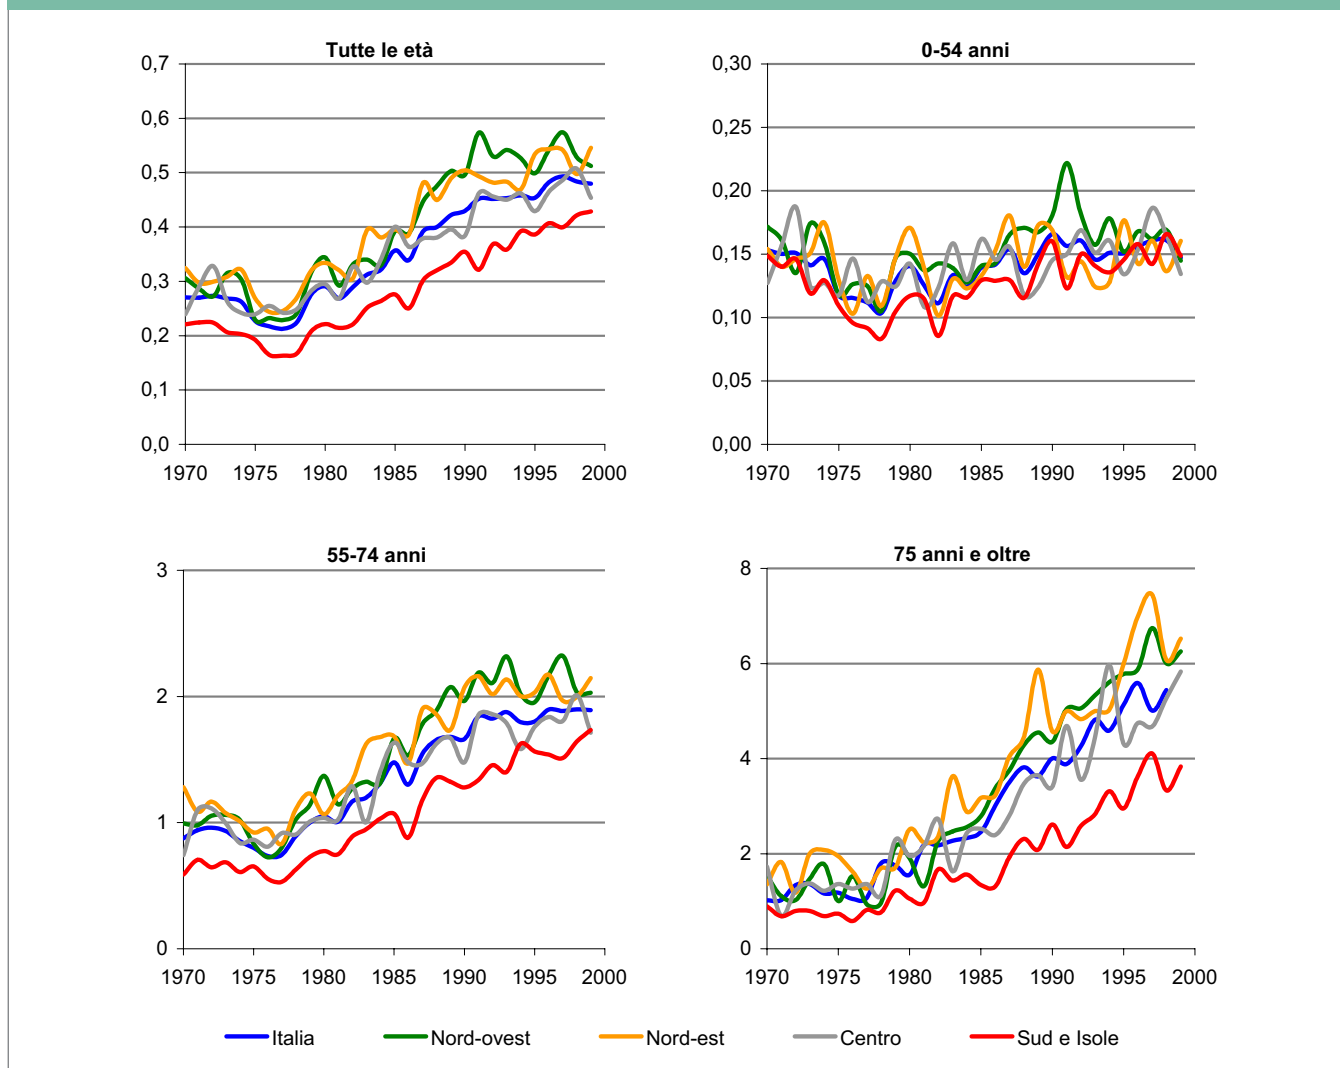 Tutte le età
0,7
0,6
0,5
0,4
0,3
0,2
0,1
0,0
1970 1975 1980 1985 1990 1995 2000
0-54 anni
0,30
0,25
0,20
0,15
0,10
0,05
0,00
1970 1975 1980 1985 1990 1995 2000
55-74 anni
3
2
1
0
1970 1975 1980 1985 1990 1995 2000
75 anni e oltre
8
6
4
2
0
1970 1975 1980 1985 1990 1995 2000
Italia Nord-ovest Nord-est Centro Sud e Isole